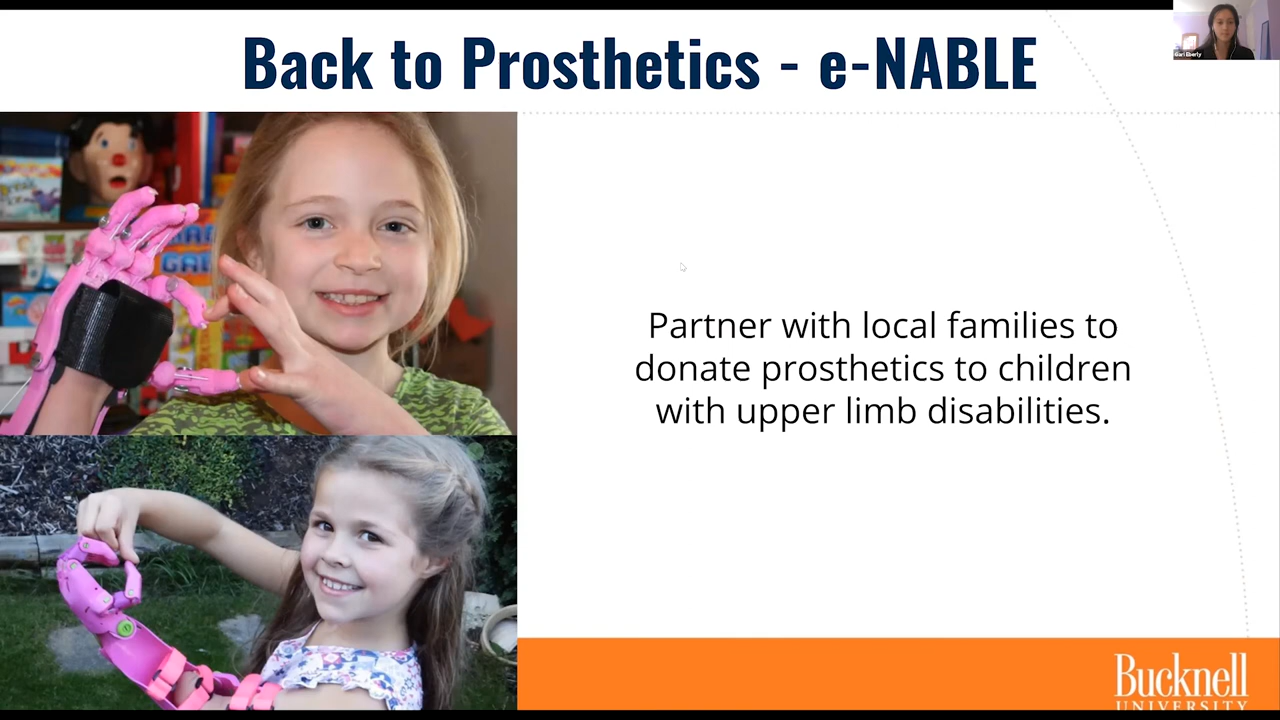 Back to Prosthetics - e-NABLE
Partner with local families to
donate prosthetics to children
with upper limb disabilities.
Bucknell
UNIVERSITY